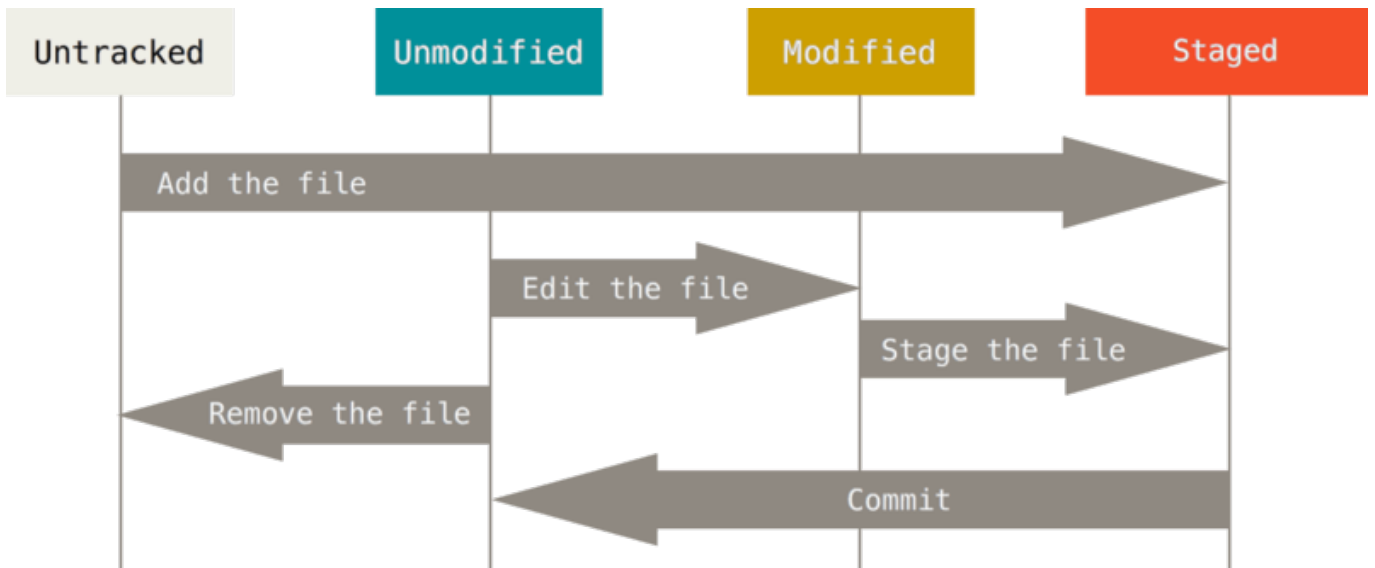 Untracked
Unmodified
Modified
Staged
Add the file
Edit the file
Stage the file
Remove the file
Commit